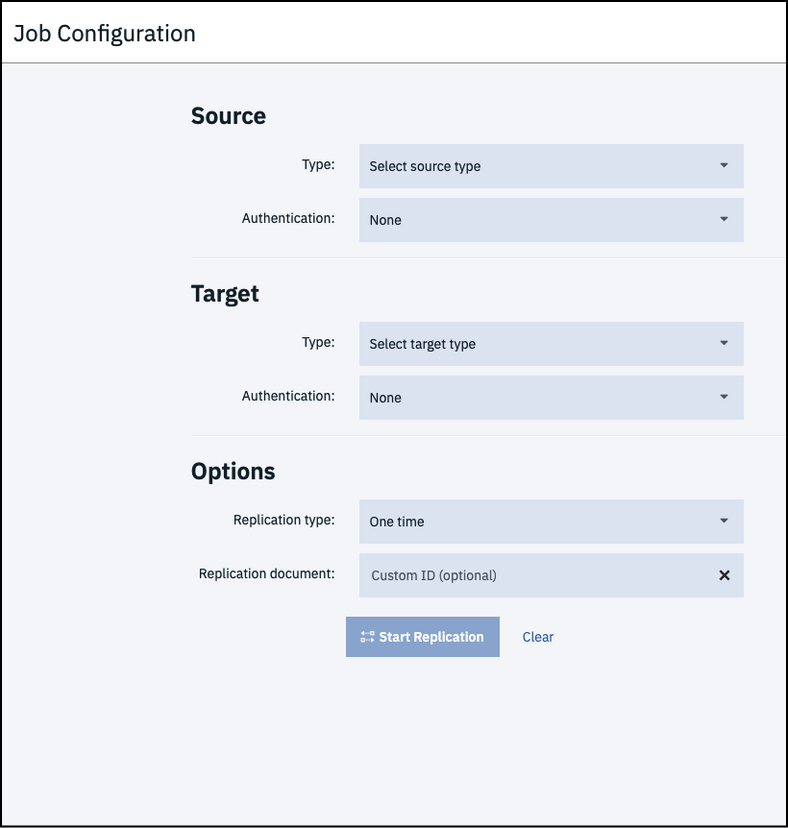 Job Configuration
Source
Type: Select source type
Authentication: None
Target
Type: Select target type
Authentication: None
Options
Replication type: One time
Replication document: Custom ID (optional)
Start Replication Clear